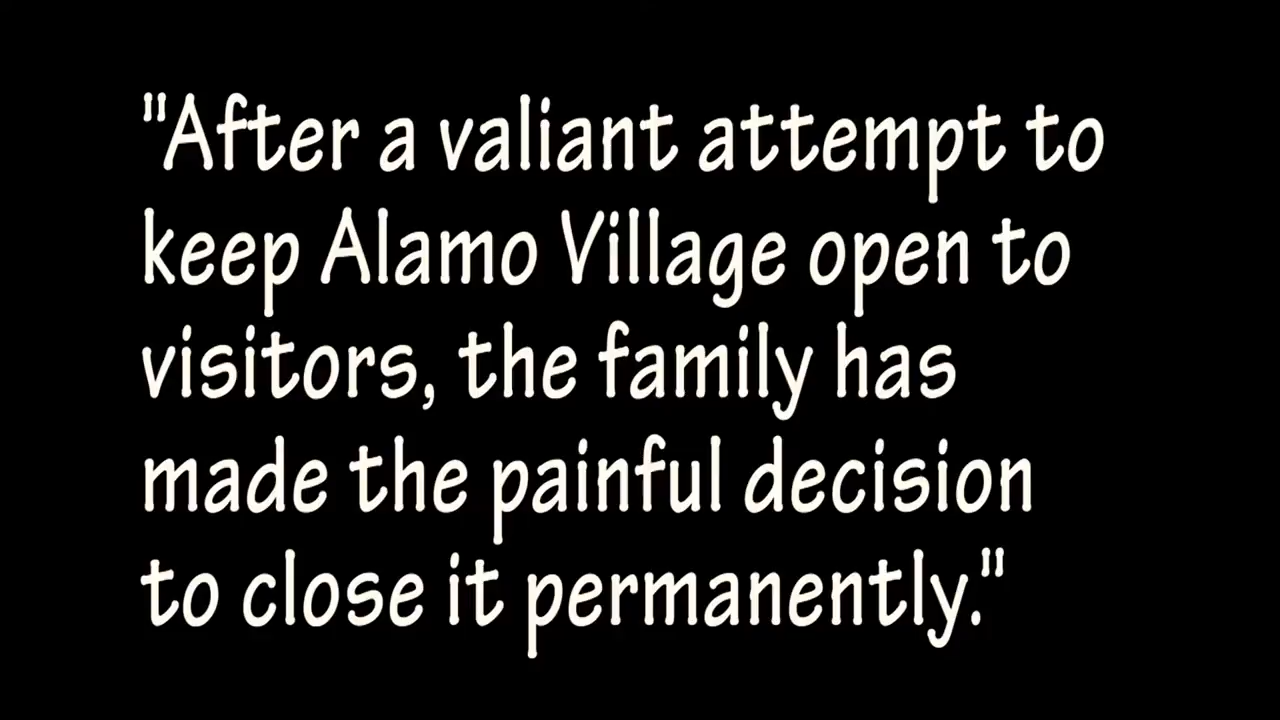 "After a valiant attempt to
keep Alamo Village open to
visitors, the family has
made the painful decision
to close it permanently."